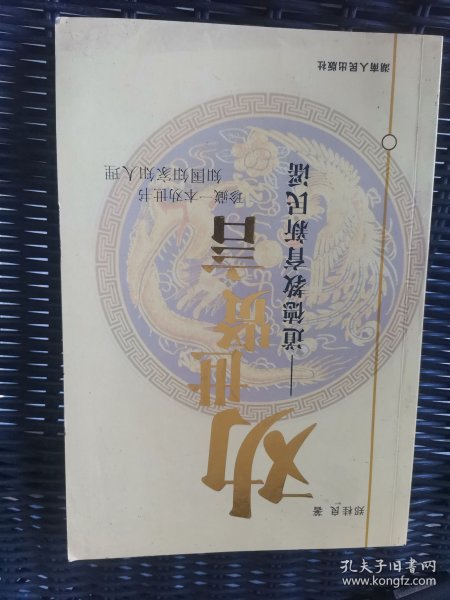 郑桂良 著
劝世贤言
——道德教育新民谣
珍藏一本劝世书
知国知家知人理
湖南人民出版社
孔夫子旧书网
www.kongfz.com